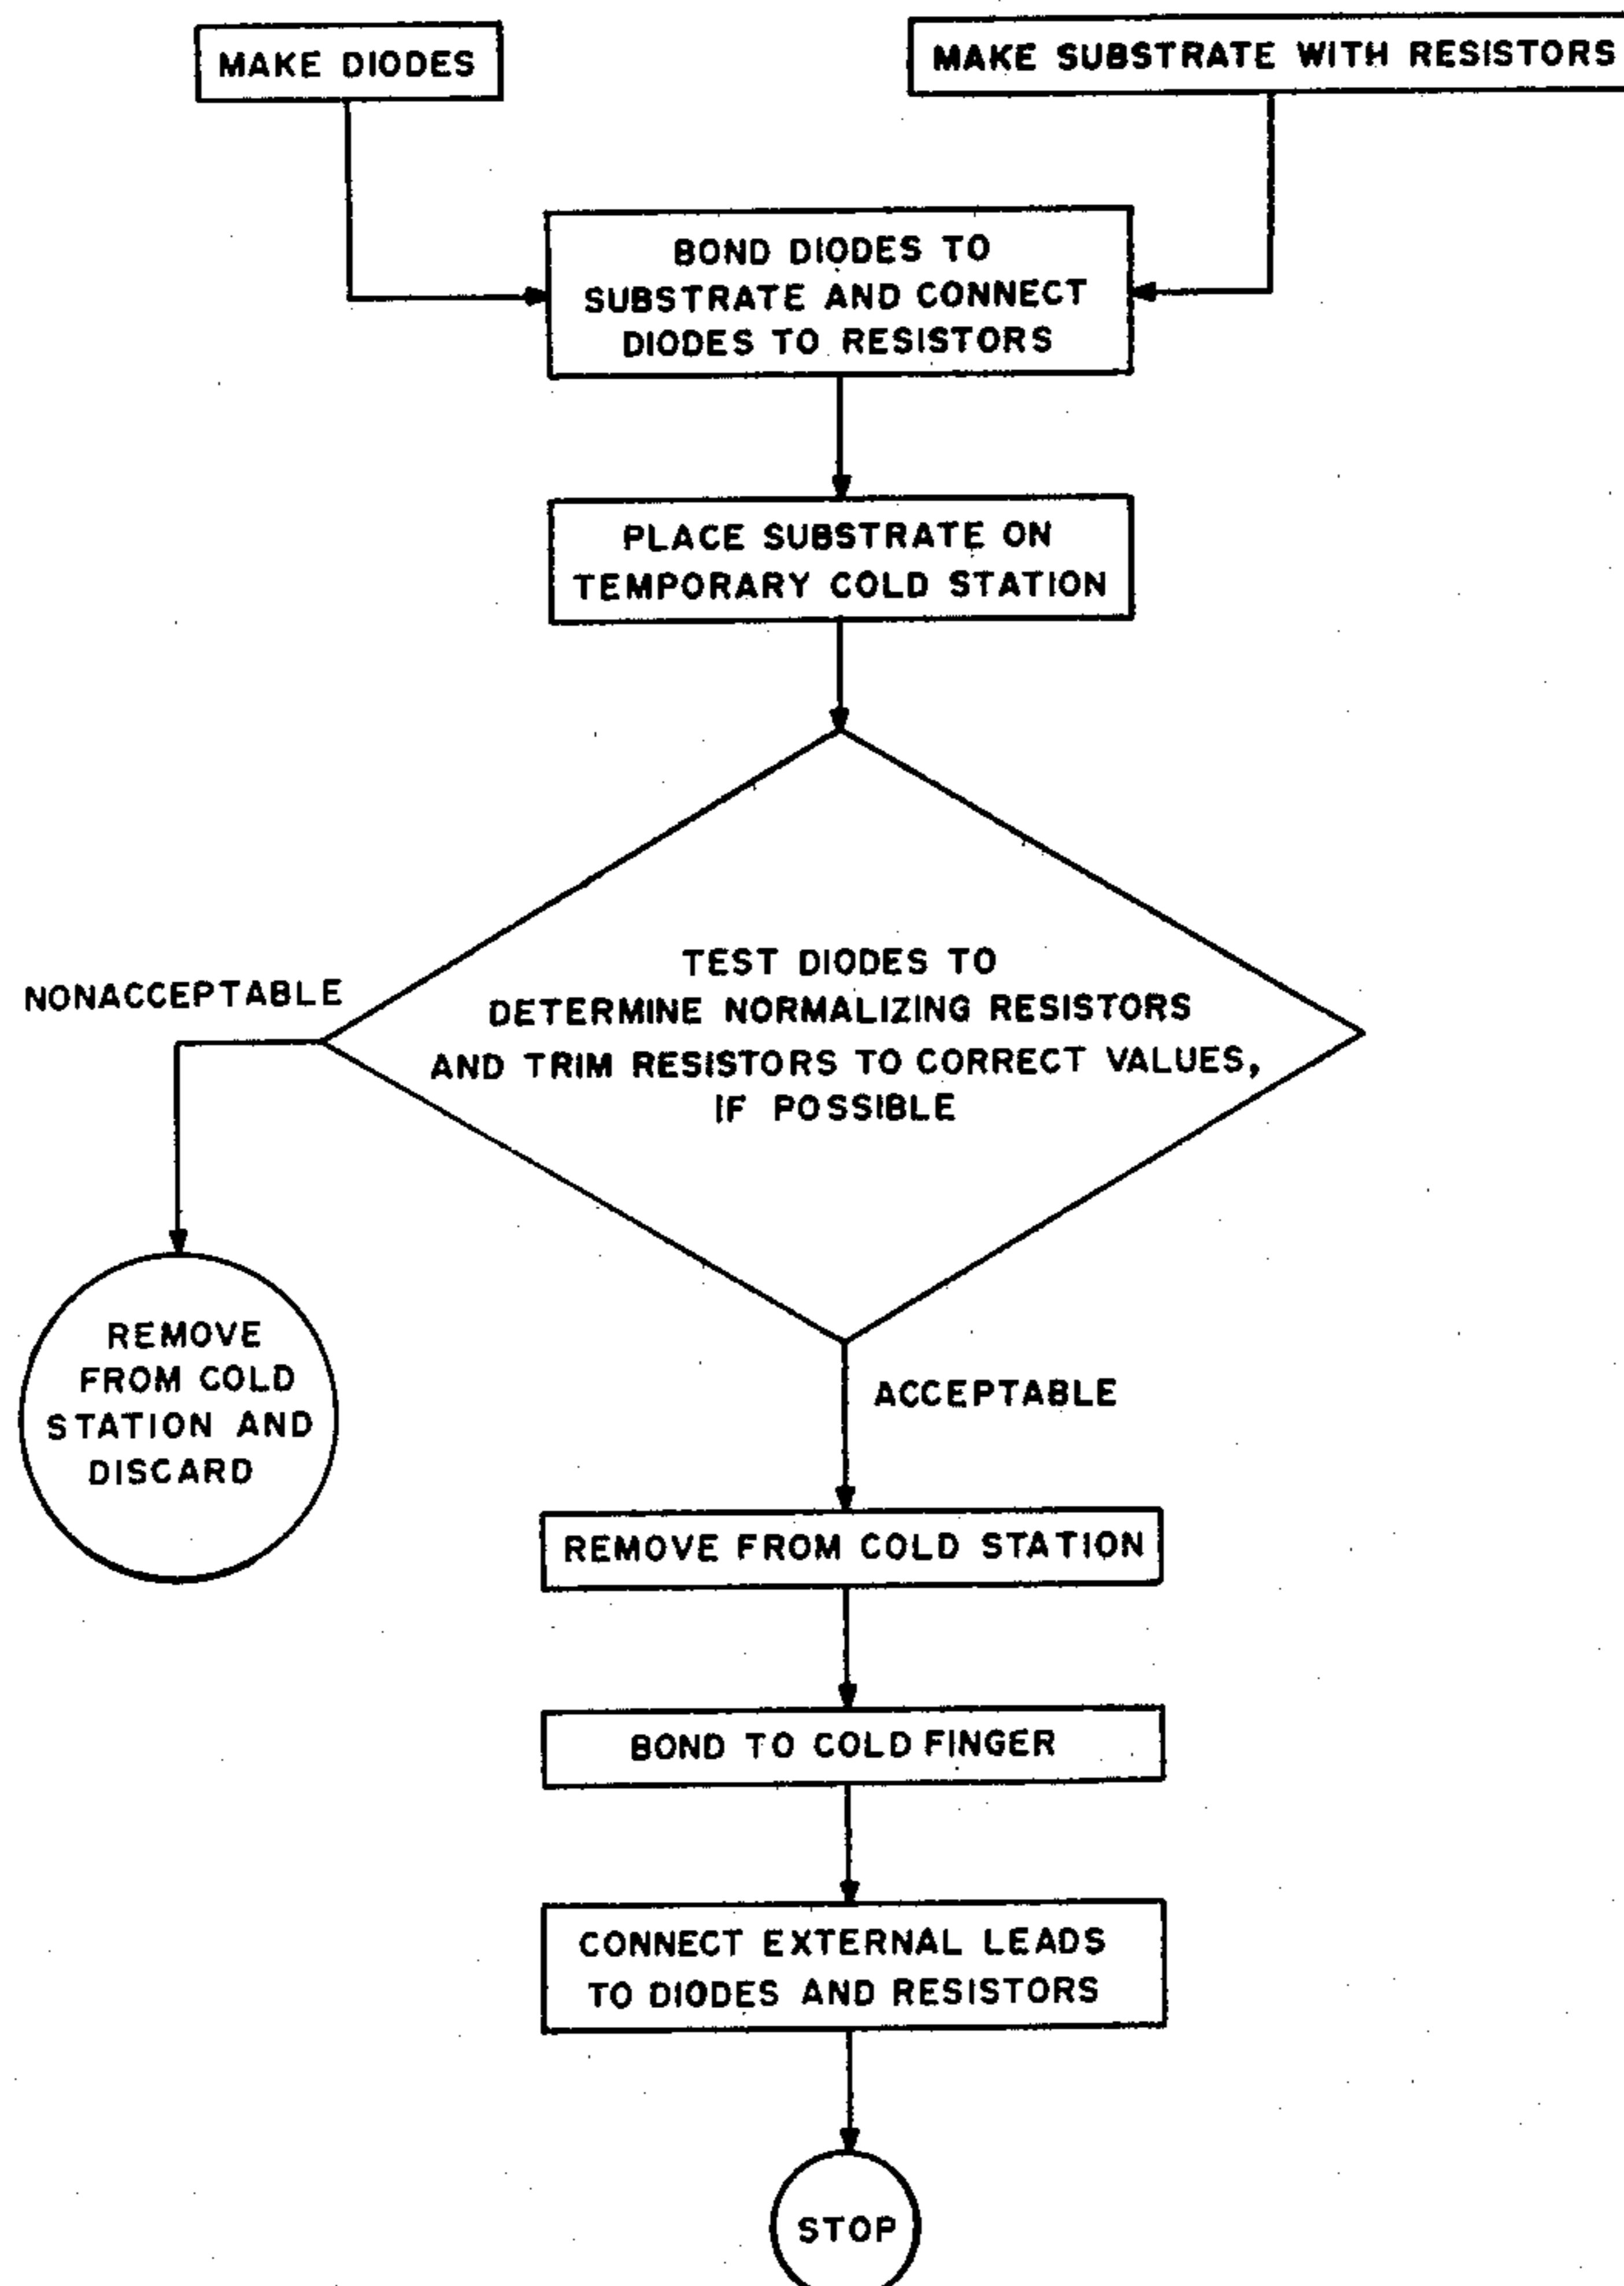 MAKE DIODES
MAKE SUBSTRATE WITH RESISTORS
BOND DIODES TO
SUBSTRATE AND CONNECT
DIODES TO RESISTORS
PLACE SUBSTRATE ON
TEMPORARY COLD STATION
TEST DIODES TO
DETERMINE NORMALIZING RESISTORS
AND TRIM RESISTORS TO CORRECT VALUES,
IF POSSIBLE
NONACCEPTABLE
REMOVE
FROM COLD
STATION AND
DISCARD
ACCEPTABLE
REMOVE FROM COLD STATION
BOND TO COLD FINGER
CONNECT EXTERNAL LEADS
TO DIODES AND RESISTORS
STOP